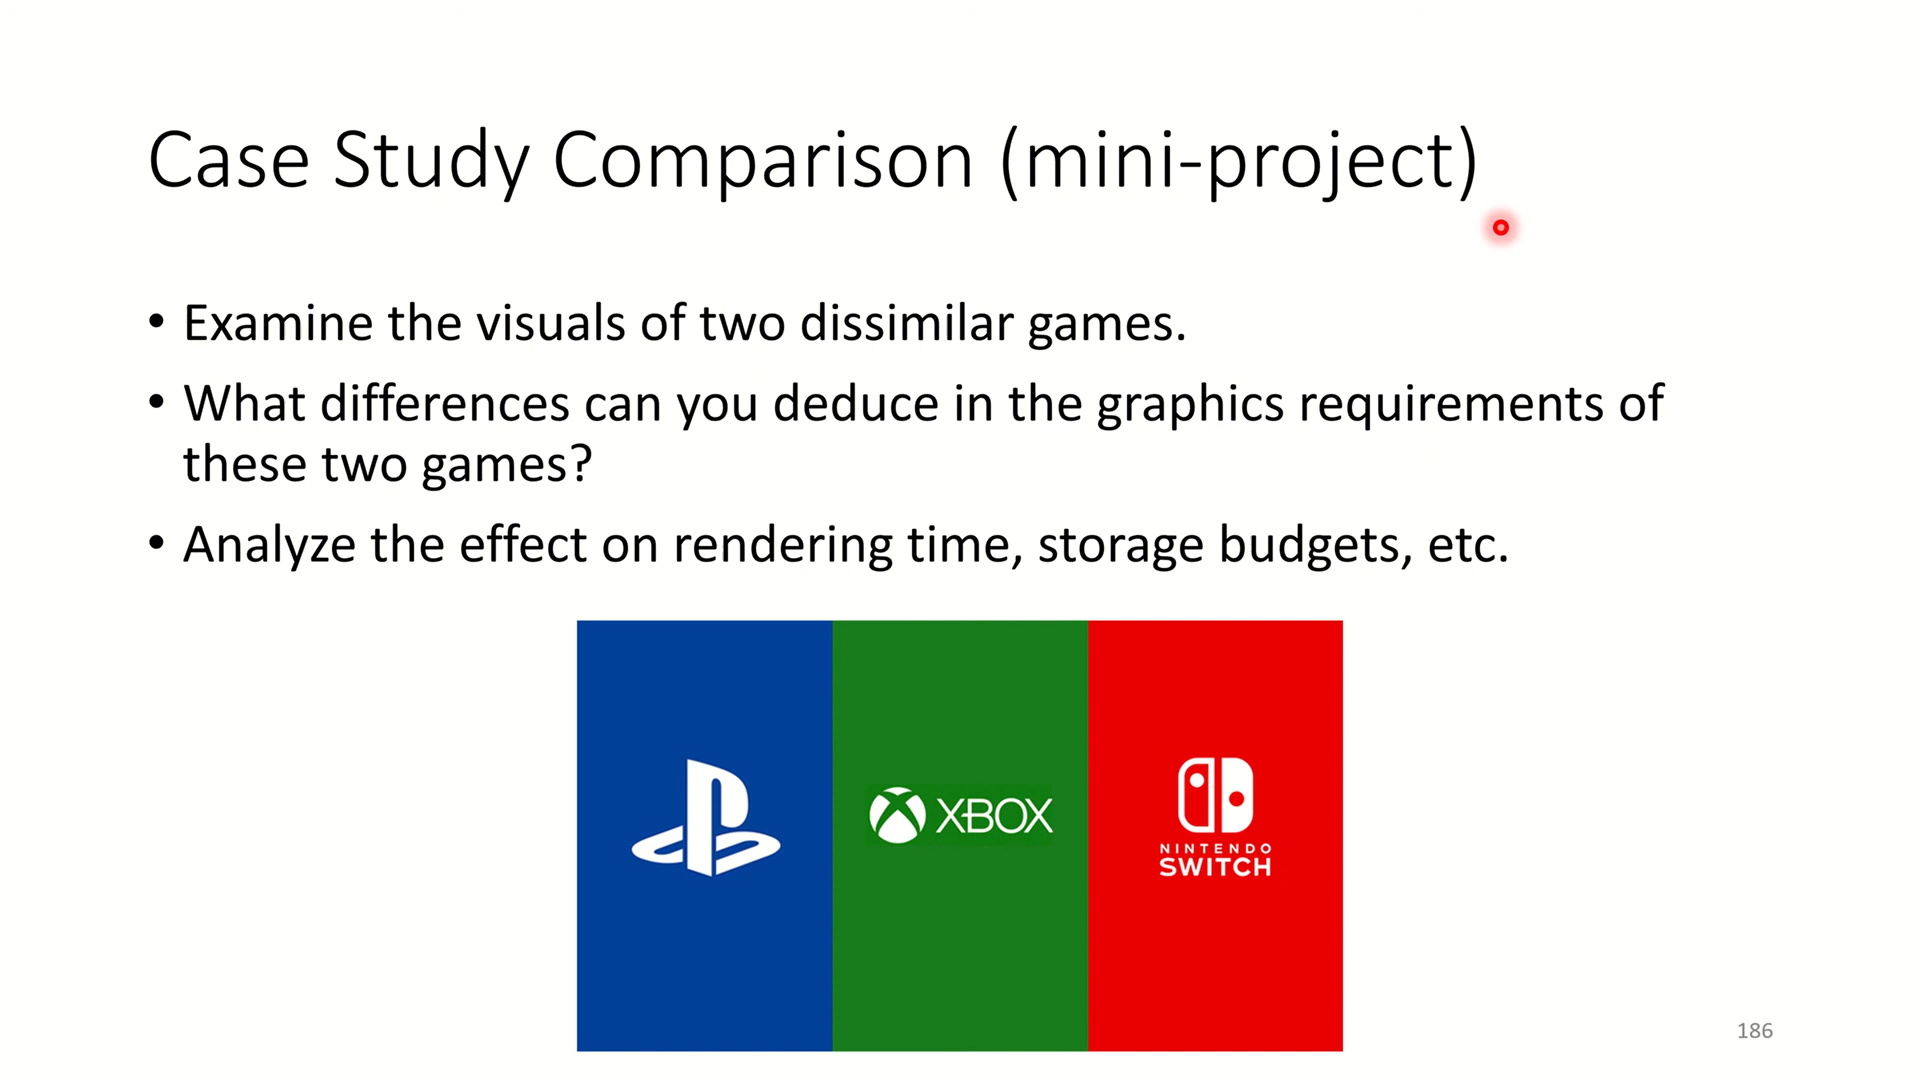 Case Study Comparison (mini-project)
• Examine the visuals of two dissimilar games.
• What differences can you deduce in the graphics requirements of
these two games?
• Analyze the effect on rendering time, storage budgets, etc.
XBOX
NINTENDO
SWITCH
186